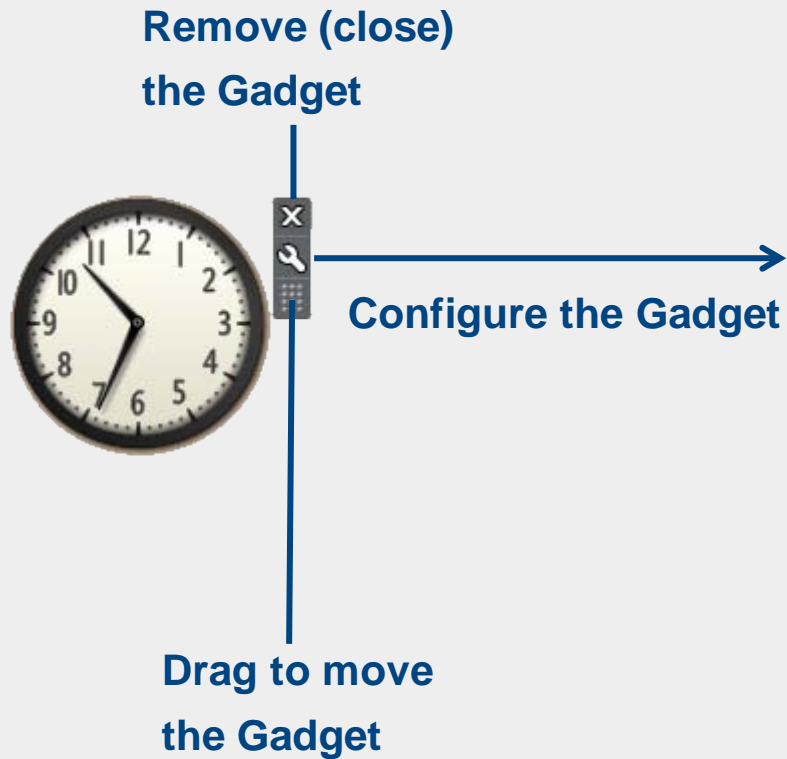 Remove (close)
the Gadget
X
12
11
1
10
2
9
3
8
4
7
5
6
Configure the Gadget
Drag to move
the Gadget